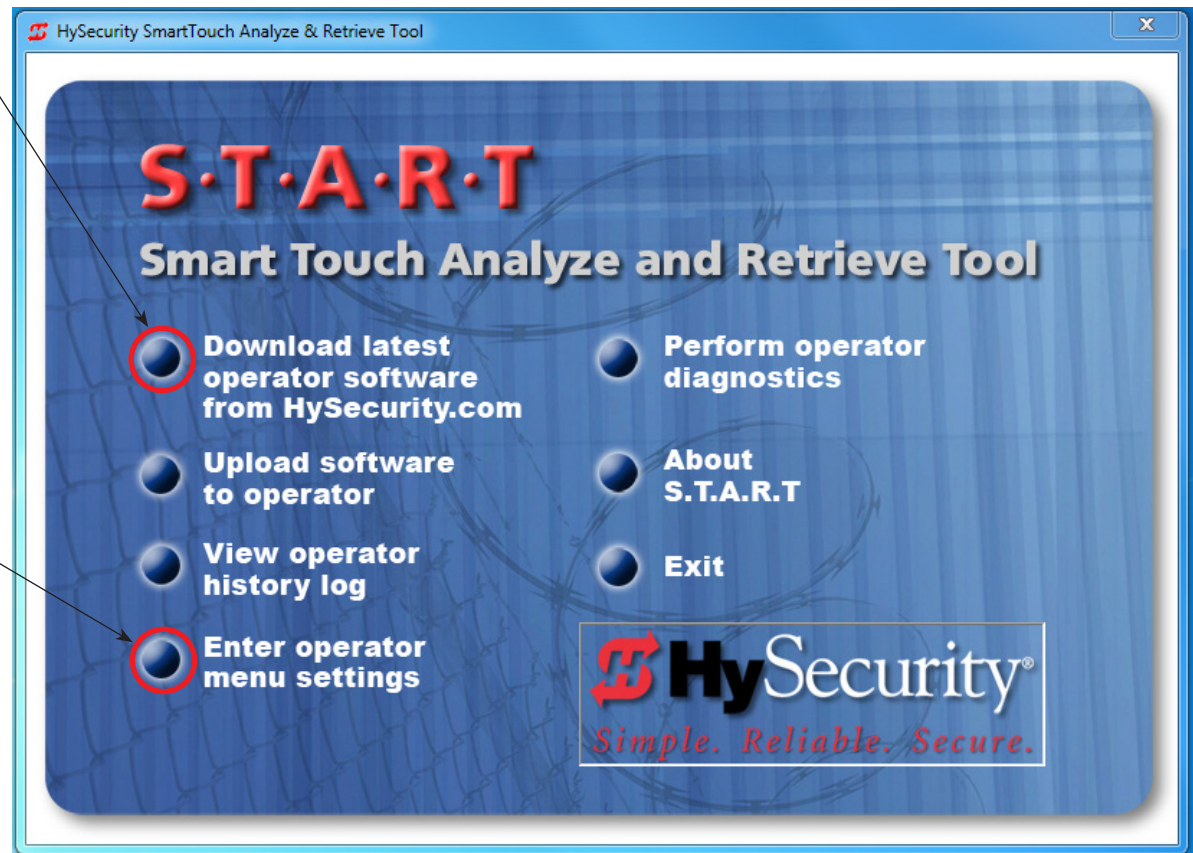 HySecurity SmartTouch Analyze & Retrieve Tool
x
S·T·A·R·T
Smart Touch Analyze and Retrieve Tool
Download latest
operator software
from HySecurity.com
Upload software
to operator
View operator
history log
Enter operator
menu settings
Perform operator
diagnostics
About
S.T.A.R.T
Exit
HySecurity®
Simple. Reliable. Secure.